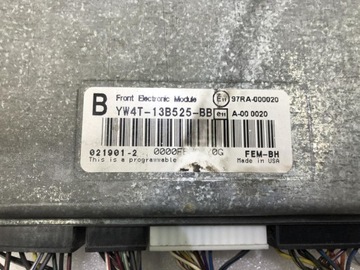 B Front Electronic Module 97RA-000020
YW4T-13B525-BB A-00 0020
021901-2 0000FF 0G FEM-BH
This is a programmable Made in USA